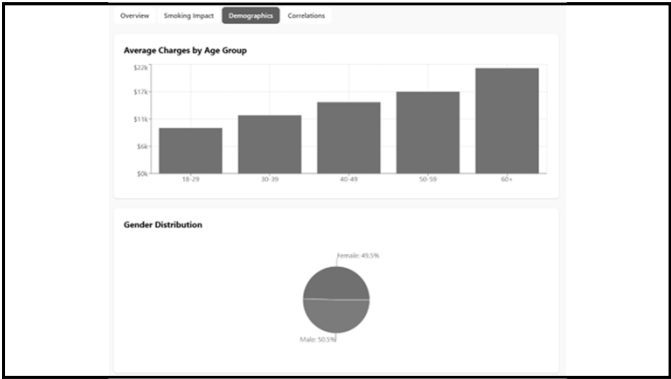 Overview Smoking Impact Demographics Correlations
Average Charges by Age Group
$22k
$17k
$11k
$6k
$0k
18-29 30-39 40-49 50-59 60+
Gender Distribution
Female: 49.5%
Male: 50.5%